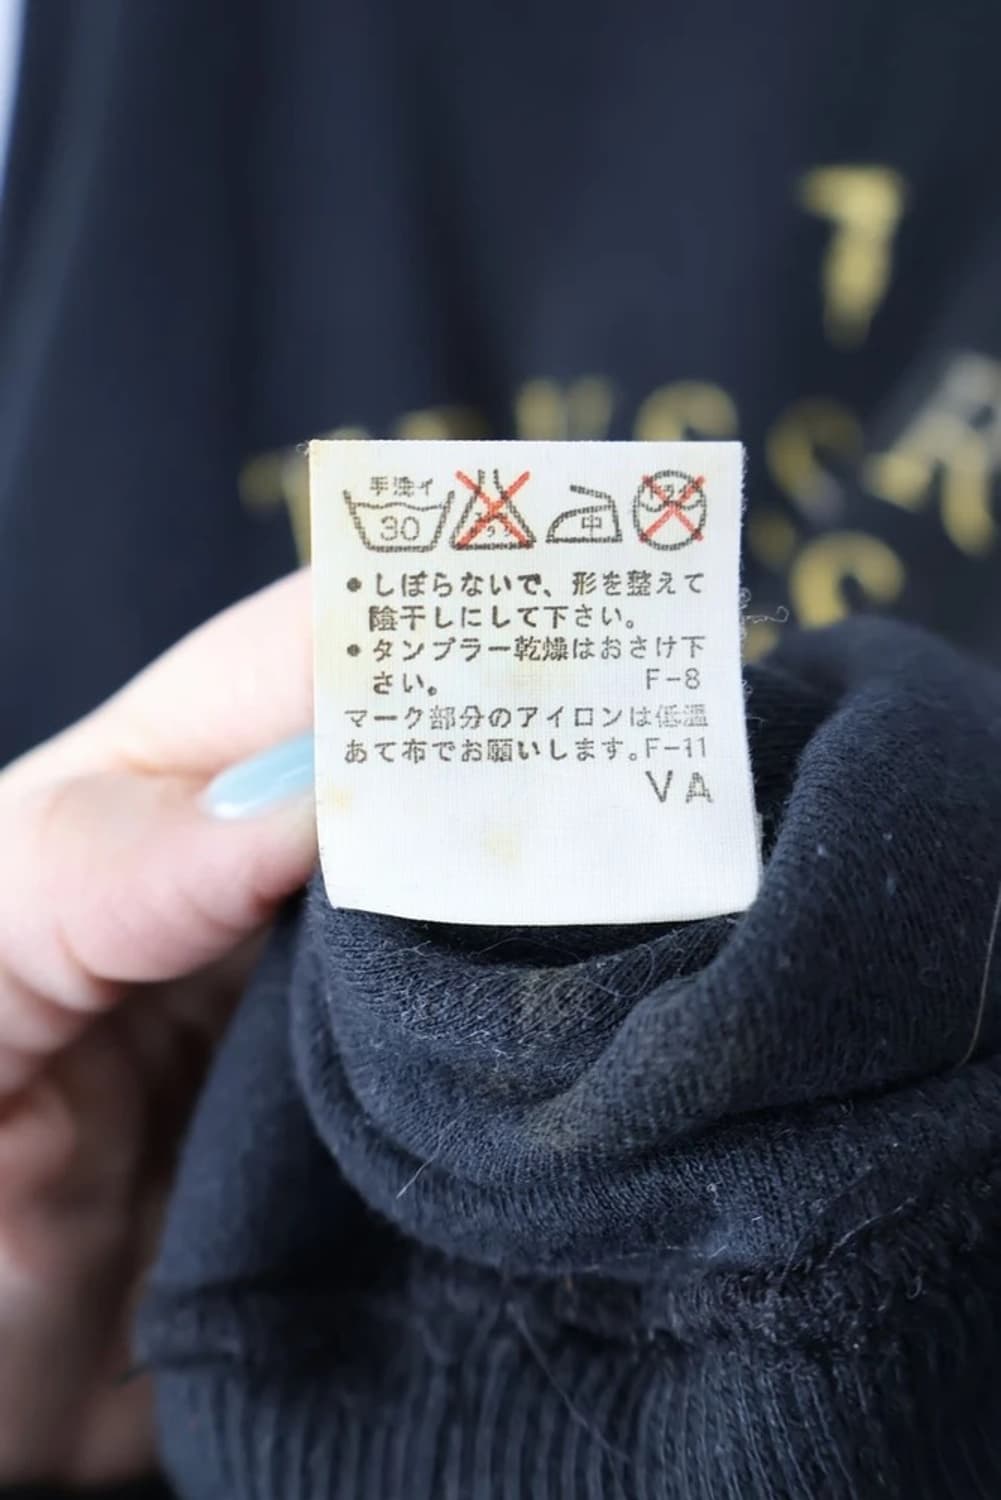 手洗イ
30
中
• しぼらないで、形を整えて
陰干しにして下さい。
• タンブラー乾燥はおさけ下
さい。 F-8
マーク部分のアイロンは低温
あて布でお願いします。F-11
VA